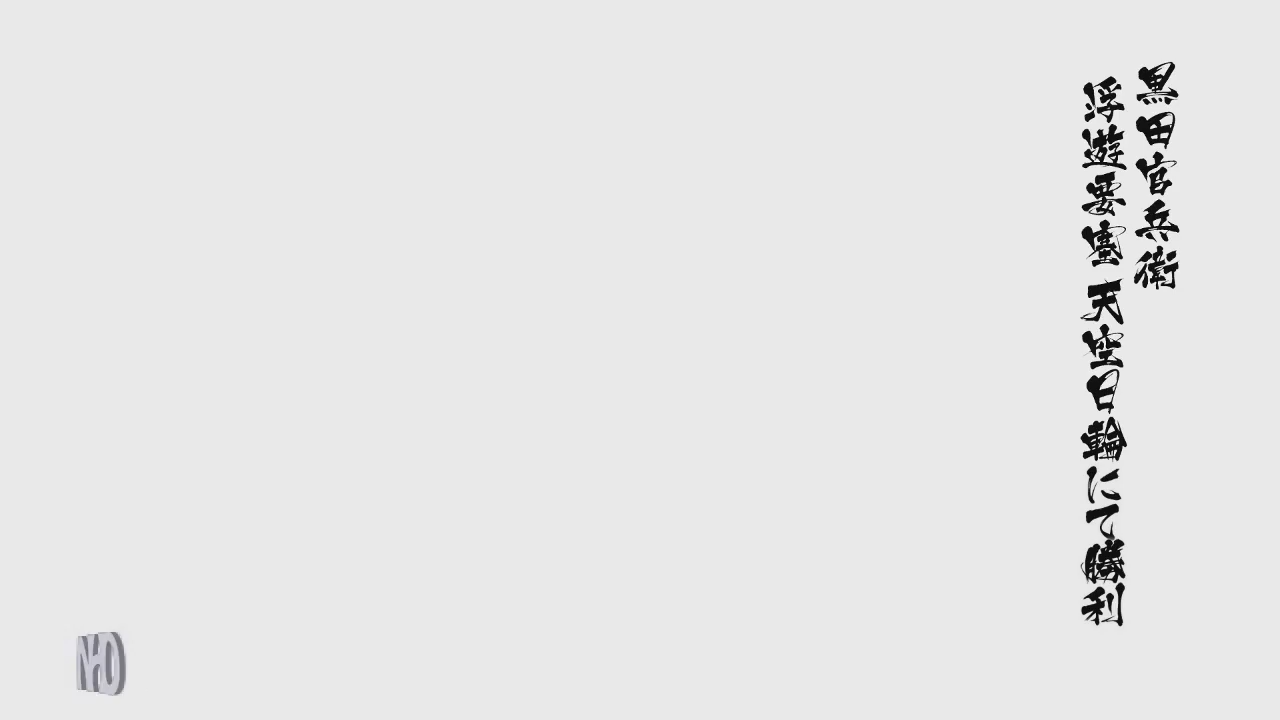 黒田官兵衛
浮遊要塞 天空日輪にて勝利